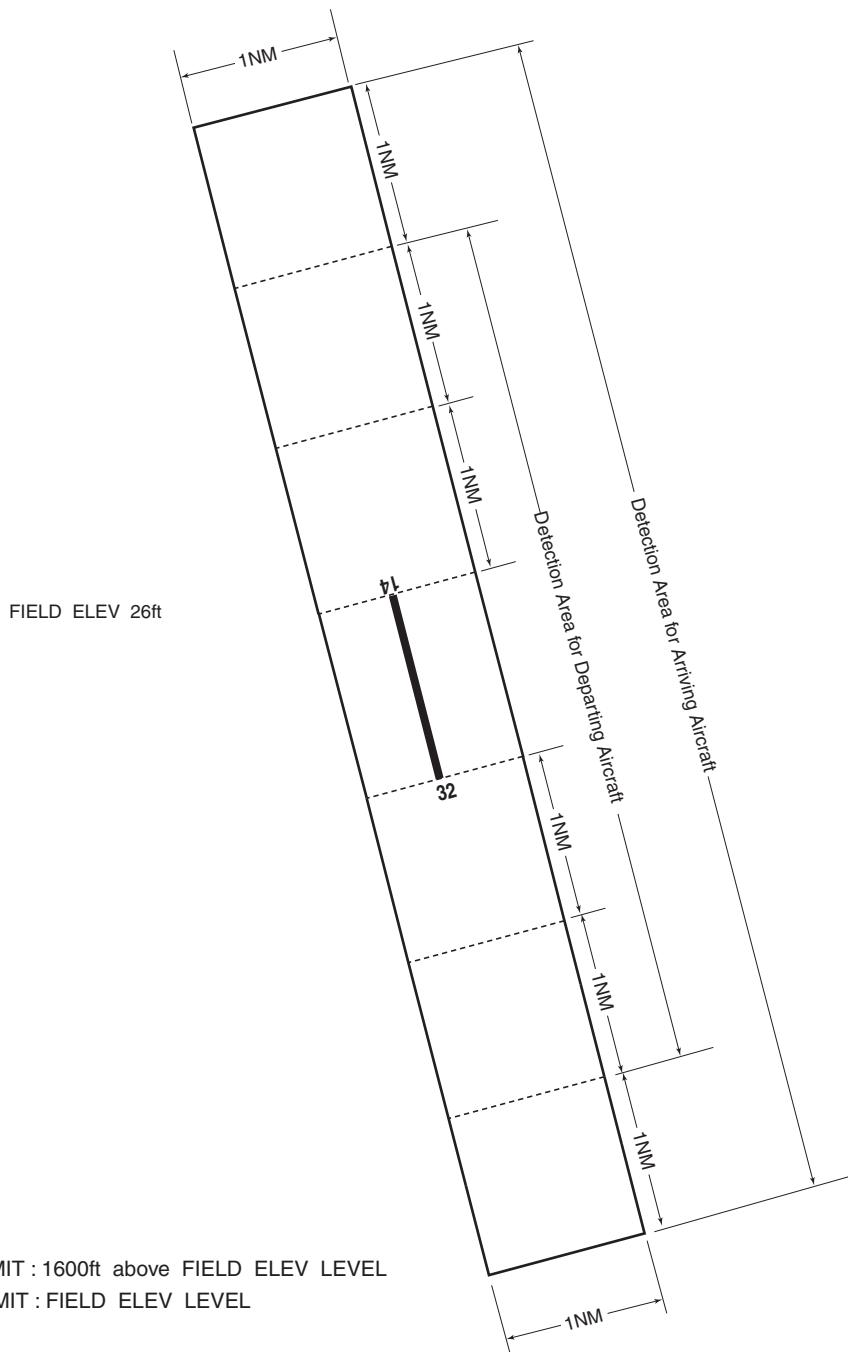 1NM
1NM
1NM
1NM
14
FIELD ELEV 26ft
Detection Area for Departing Aircraft
Detection Area for Arriving Aircraft
32
1NM
1NM
1NM
: 1600ft above FIELD ELEV LEVEL
: FIELD ELEV LEVEL
1NM